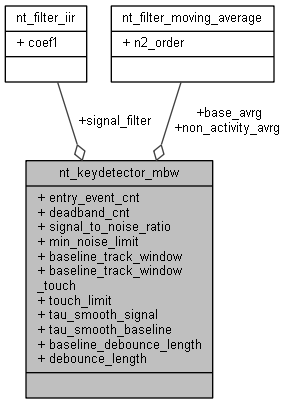 nt_filter_iir
+ coef1
nt_filter_moving_average
+ n2_order
+signal_filter
+base_avrg
+non_activity_avrg
nt_keydetector_mbw
+ entry_event_cnt
+ deadband_cnt
+ signal_to_noise_ratio
+ min_noise_limit
+ baseline_track_window
+ baseline_track_window
_touch
+ touch_limit
+ tau_smooth_signal
+ tau_smooth_baseline
+ baseline_debounce_length
+ debounce_length